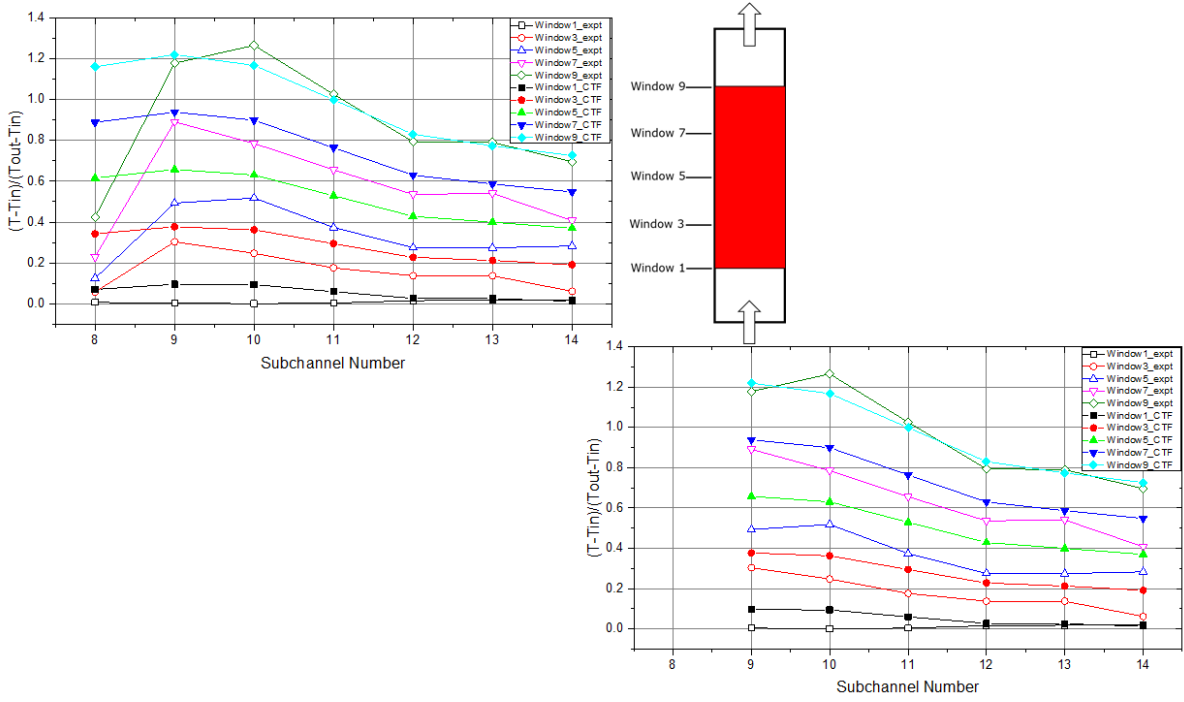 1.4
1.2
1.0
0.8
0.6
0.4
0.2
0.0
(T-Tin)/(Tout-Tin)
8 9 10 11 12 13 14
Subchannel Number
Window1_expt
Window3_expt
Window5_expt
Window7_expt
Window9_expt
Window1_CTF
Window3_CTF
Window5_CTF
Window7_CTF
Window9_CTF
Window 9
Window 7
Window 5
Window 3
Window 1
1.4
1.2
1.0
0.8
0.6
0.4
0.2
0.0
(T-Tin)/(Tout-Tin)
8 9 10 11 12 13 14
Subchannel Number
Window1_expt
Window3_expt
Window5_expt
Window7_expt
Window9_expt
Window1_CTF
Window3_CTF
Window5_CTF
Window7_CTF
Window9_CTF